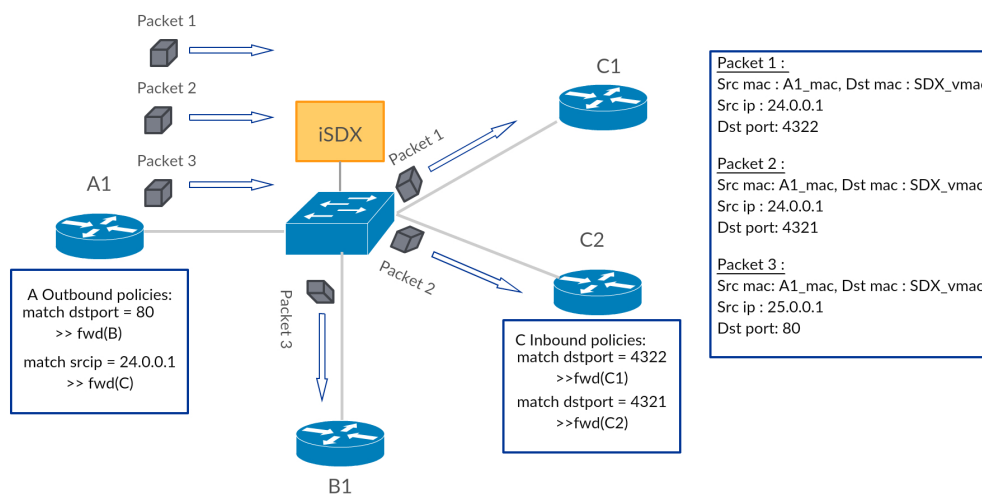 Packet 1
Packet 2
Packet 3
A1
iSDX
Packet 1
C1
Packet 2
C2
Packet 3
B1
A Outbound policies:
match dstport = 80
>> fwd(B)
match srcip = 24.0.0.1
>> fwd(C)
C Inbound policies:
match dstport = 4322
>>fwd(C1)
match dstport = 4321
>>fwd(C2)
Packet 1 :
Src mac : A1_mac, Dst mac : SDX_vmac
Src ip : 24.0.0.1
Dst port: 4322
Packet 2 :
Src mac: A1_mac, Dst mac : SDX_vmac
Src ip : 24.0.0.1
Dst port: 4321
Packet 3 :
Src mac: A1_mac, Dst mac : SDX_vmac
Src ip : 25.0.0.1
Dst port: 80